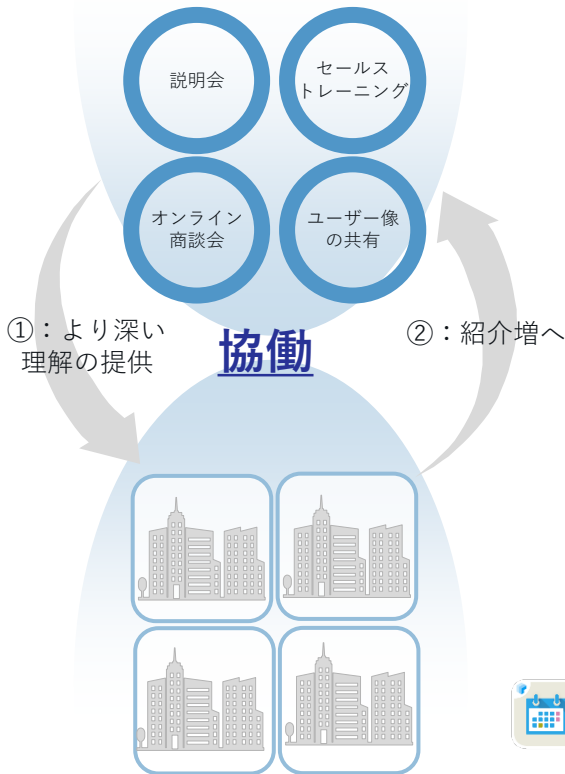 説明会
セールス
トレーニング
オンライン
商談会
ユーザー像
の共有
①：より深い
理解の提供
協働
②：紹介増へ